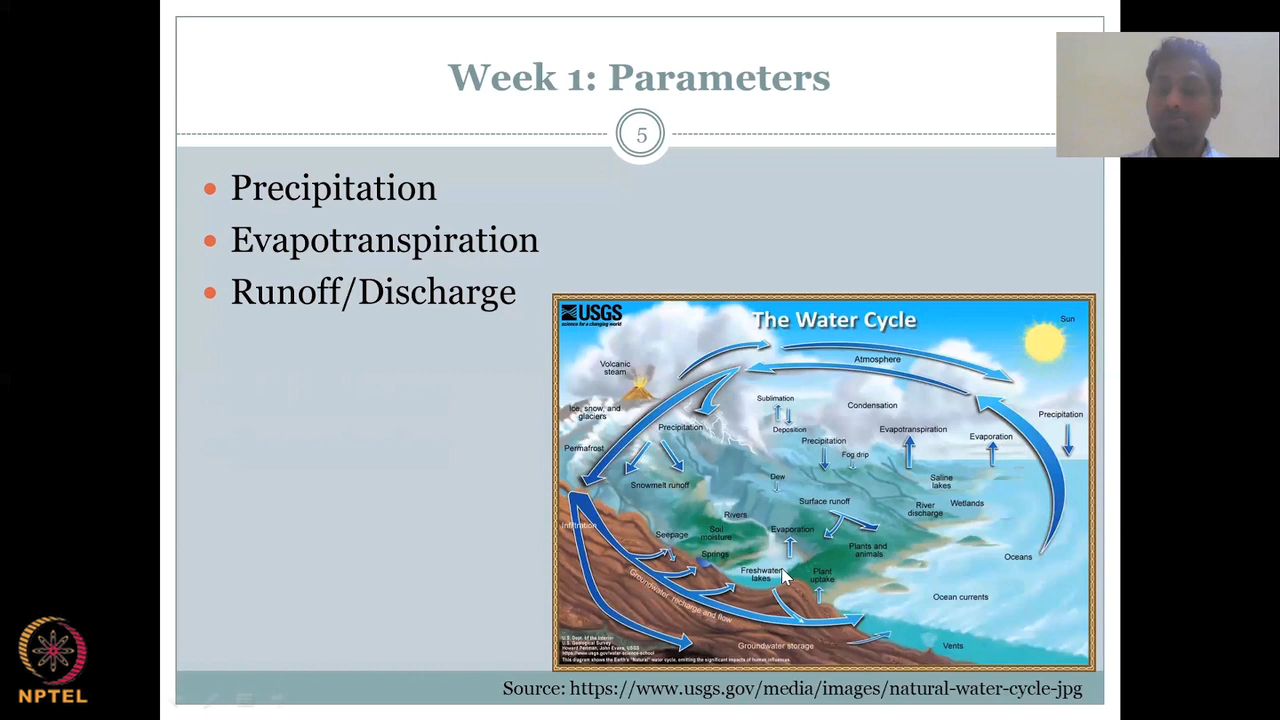 Week 1: Parameters
5
• Precipitation
• Evapotranspiration
• Runoff/Discharge
USGS
science for a changing world
The Water Cycle
Sun
Atmosphere
Volcanic
steam
Sublimation
Condensation
Ice, snow, and
glaciers
Precipitation
Deposition
Evapotranspiration
Precipitation
Evaporation
Precipitation
Permafrost
Fog drip
Snowmelt runoff
Dew
Saline
lakes
Surface runoff
River
discharge
Wetlands
Infiltration
Rivers
Seepage
Soil
moisture
Evaporation
Springs
Plants and
animals
Oceans
Freshwater
lakes
Plant
uptake
Groundwater recharge and flow
Ocean currents
Groundwater storage
Vents
U.S. Dept. of the Interior
U.S. Geological Survey
Howard Perlman, John Evans, USGS
https://www.usgs.gov/water-science-school
This diagram shows the Earth's "Natural" water cycle, omitting the significant impacts of human influences.
Source: https://www.usgs.gov/media/images/natural-water-cycle-jpg
NPTEL